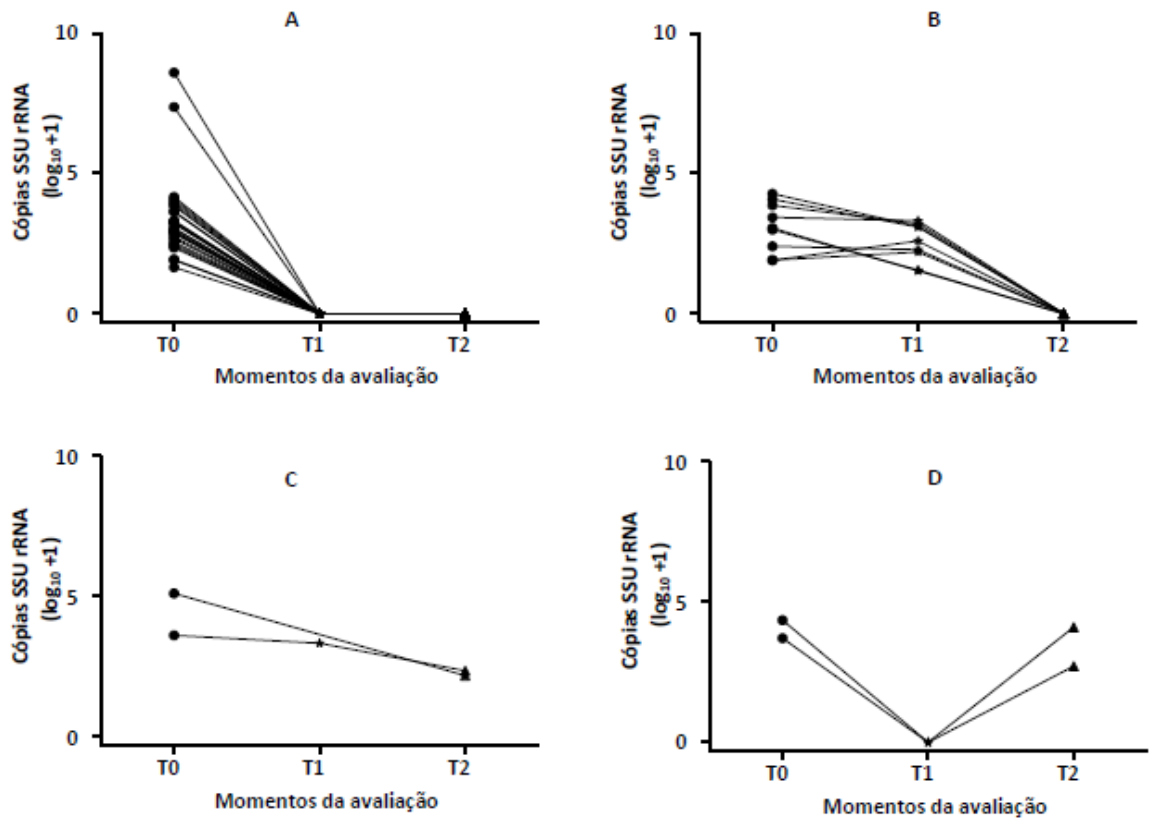 A
10
5
0
Cópias SSU rRNA
(log₁₀ +1)
T0 T1 T2
Momentos da avaliação
B
10
5
0
Cópias SSU rRNA
(log₁₀ +1)
T0 T1 T2
Momentos da avaliação
C
10
5
0
Cópias SSU rRNA
(log₁₀ +1)
T0 T1 T2
Momentos da avaliação
D
10
5
0
Cópias SSU rRNA
(log₁₀ +1)
T0 T1 T2
Momentos da avaliação